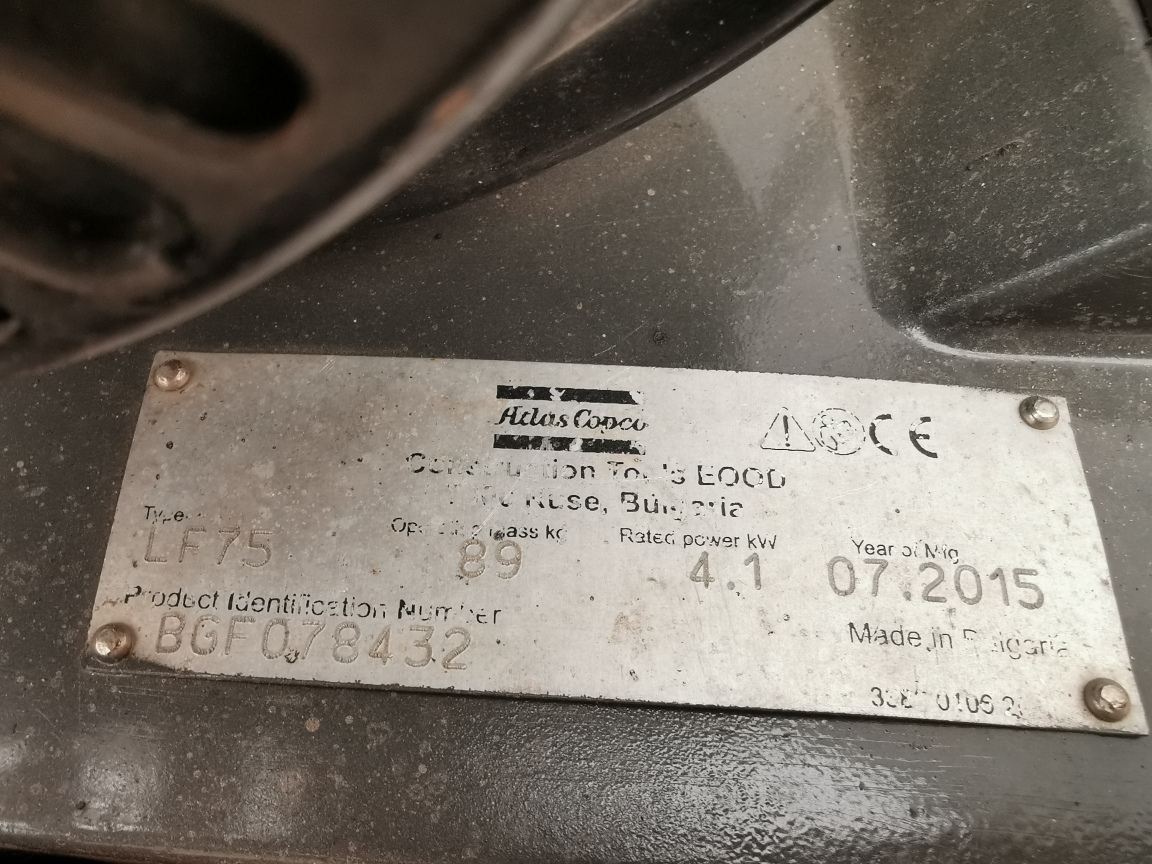 Atlas Copco
Construction Tools EOOD
Ruse, Bulgaria
Type
Operating mass kg
Rated power kW
Year of Mfg
LF75
89
4.1
07.2015
Product Identification Number
BGF078432
Made in Bulgaria